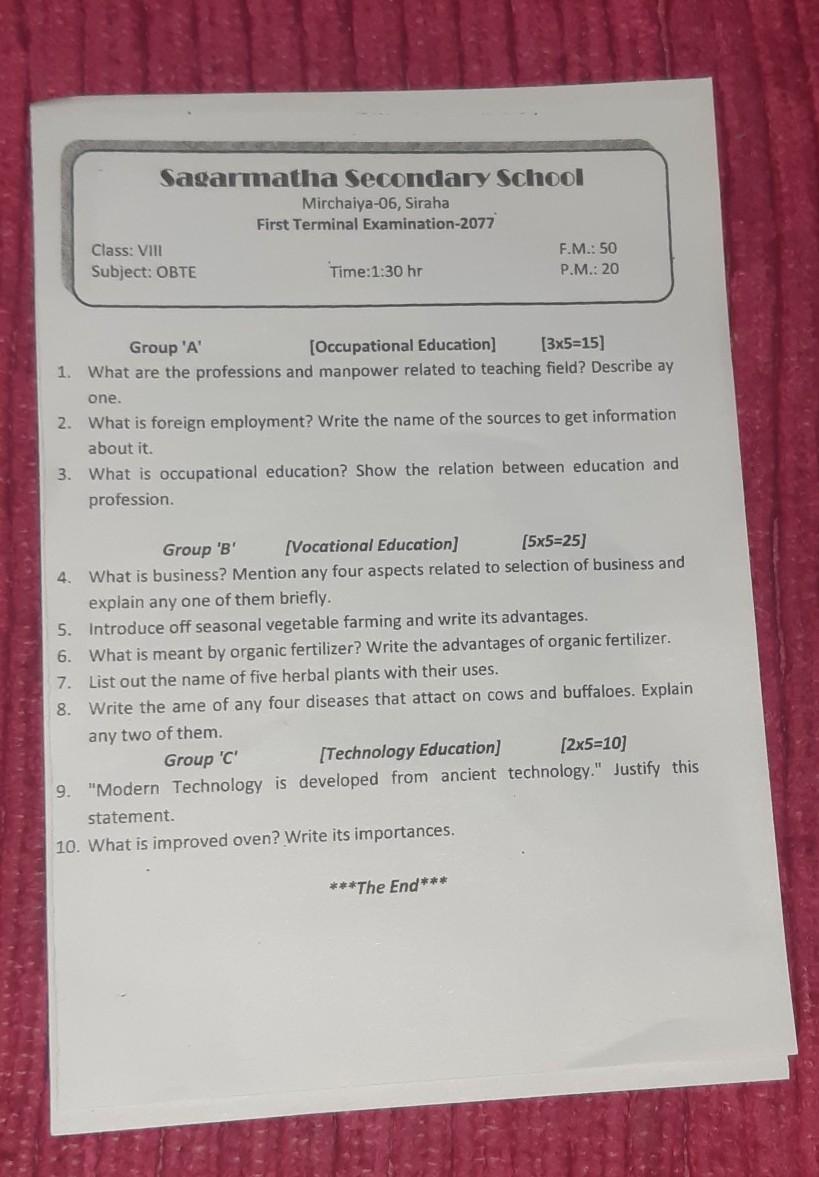 Sagarmatha Secondary School
Mirchaiya-06, Siraha
First Terminal Examination-2077
Class: VIII F.M.: 50
Subject: OBTE Time:1:30 hr P.M.: 20
Group 'A' [Occupational Education] [3x5=15]
1. What are the professions and manpower related to teaching field? Describe ay
one.
2. What is foreign employment? Write the name of the sources to get information
about it.
3. What is occupational education? Show the relation between education and
profession.
Group 'B' [Vocational Education] [5x5=25]
4. What is business? Mention any four aspects related to selection of business and
explain any one of them briefly.
5. Introduce off seasonal vegetable farming and write its advantages.
6. What is meant by organic fertilizer? Write the advantages of organic fertilizer.
7. List out the name of five herbal plants with their uses.
8. Write the ame of any four diseases that attact on cows and buffaloes. Explain
any two of them.
Group 'C' [Technology Education] [2x5=10]
9. "Modern Technology is developed from ancient technology." Justify this
statement.
10. What is improved oven? Write its importances.
***The End***